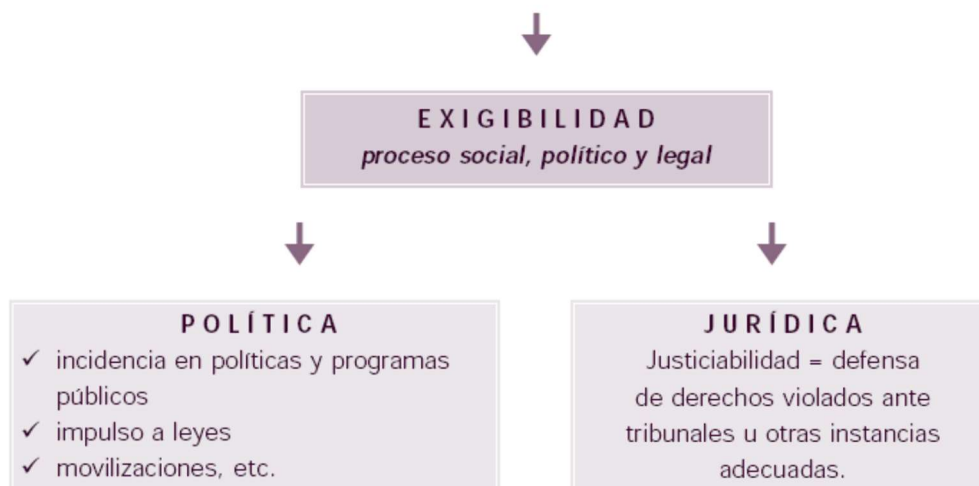 EXIGIBILIDAD
proceso social, político y legal
POLÍTICA
✓ incidencia en políticas y programas
públicos
✓ impulso a leyes
✓ movilizaciones, etc.
JURÍDICA
Justiciabilidad = defensa
de derechos violados ante
tribunales u otras instancias
adecuadas.